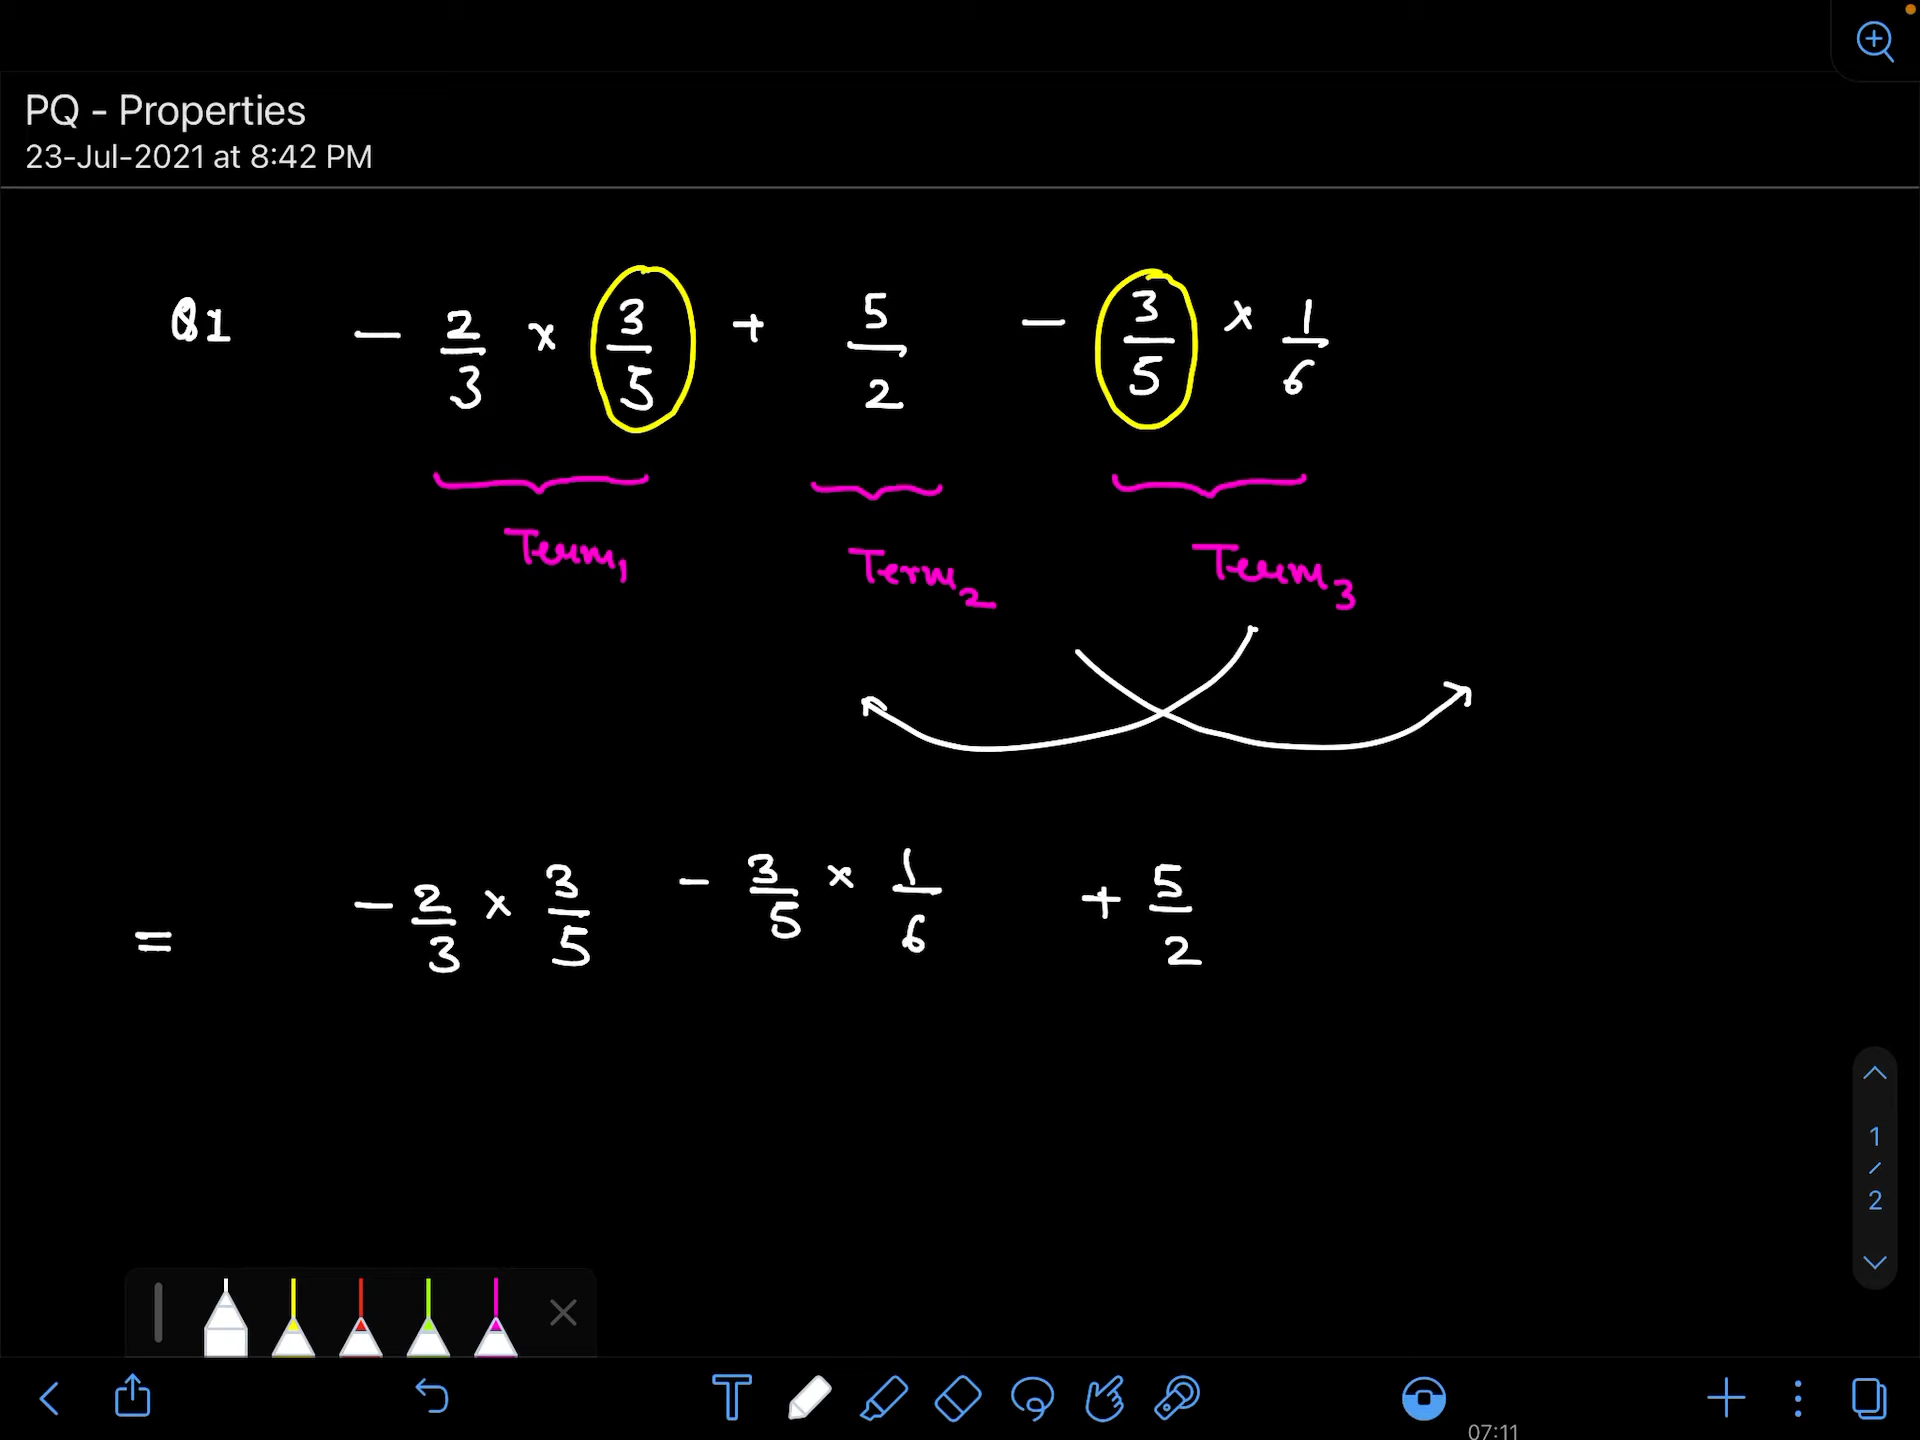 PQ - Properties
23-Jul-2021 at 8:42 PM
Q1 - 2/3 × 3/5 + 5/2 - 3/5 × 1/6
Term1 Term2 Term3
= - 2/3 × 3/5 - 3/5 × 1/6 + 5/2
1
/
2
07:11